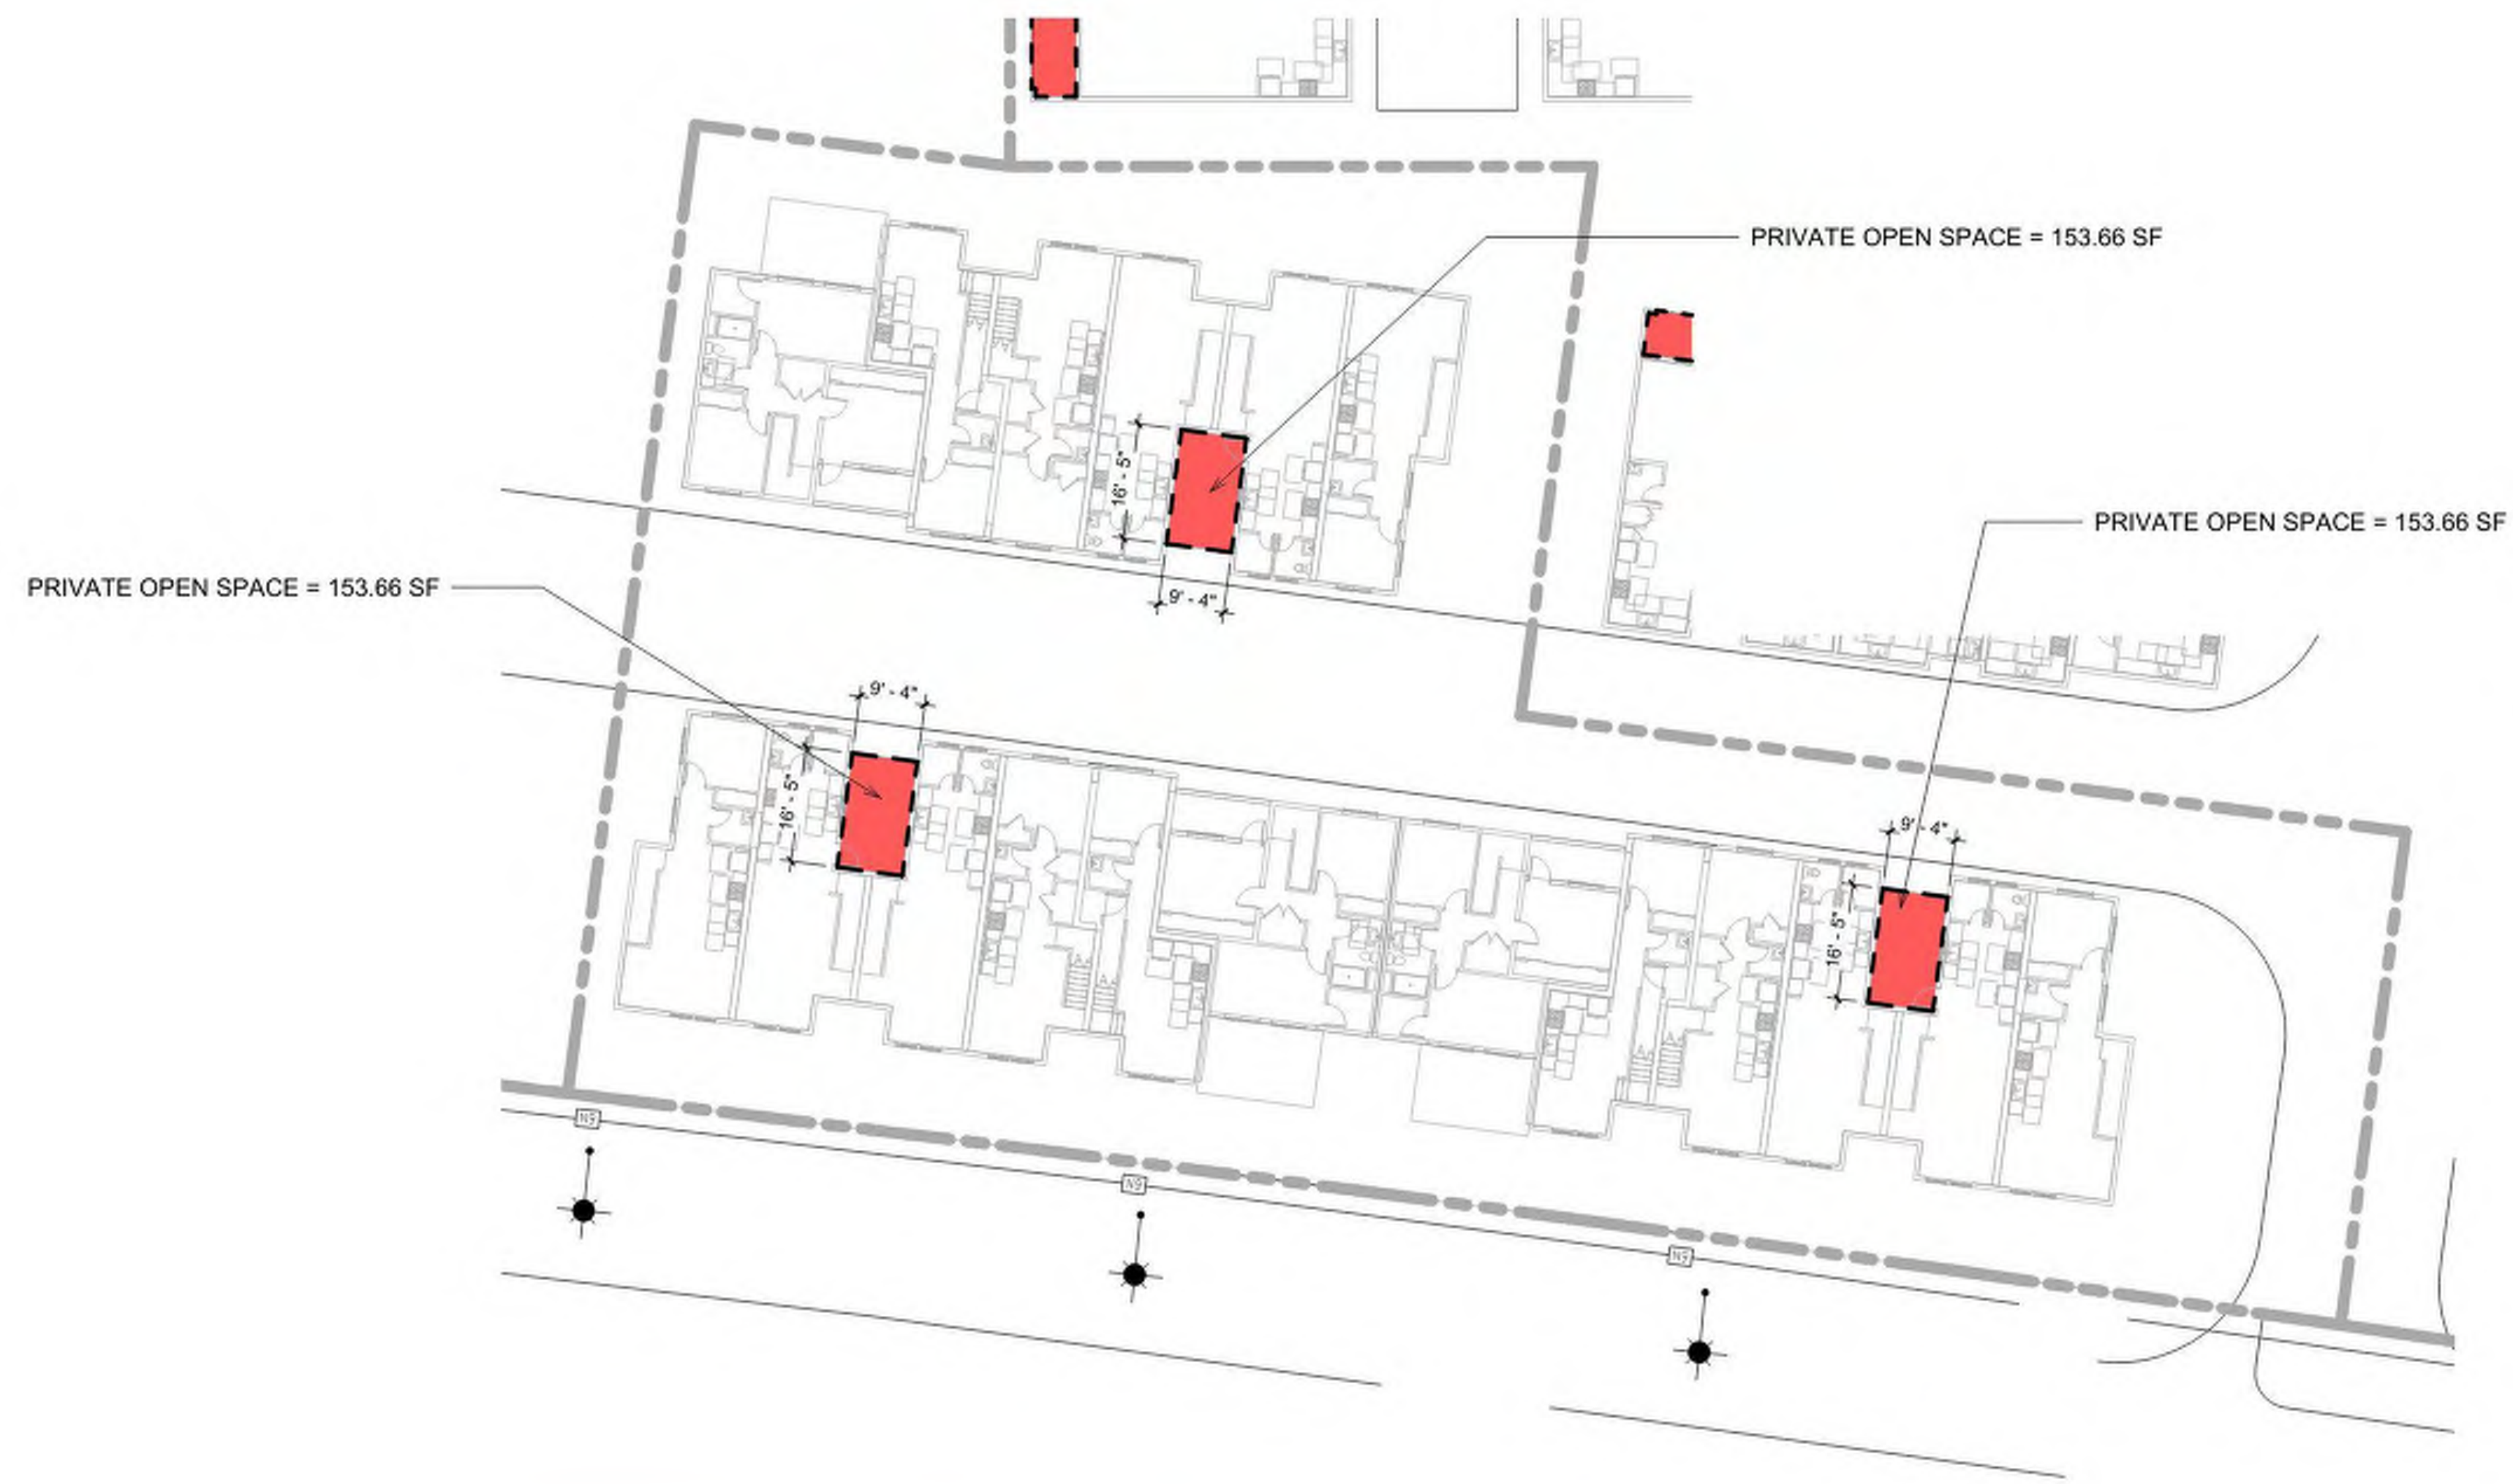 PRIVATE OPEN SPACE = 153.66 SF
16' - 5"
9' - 4"
PRIVATE OPEN SPACE = 153.66 SF
PRIVATE OPEN SPACE = 153.66 SF
9' - 4"
16' - 5"
9' - 4"
16' - 5"